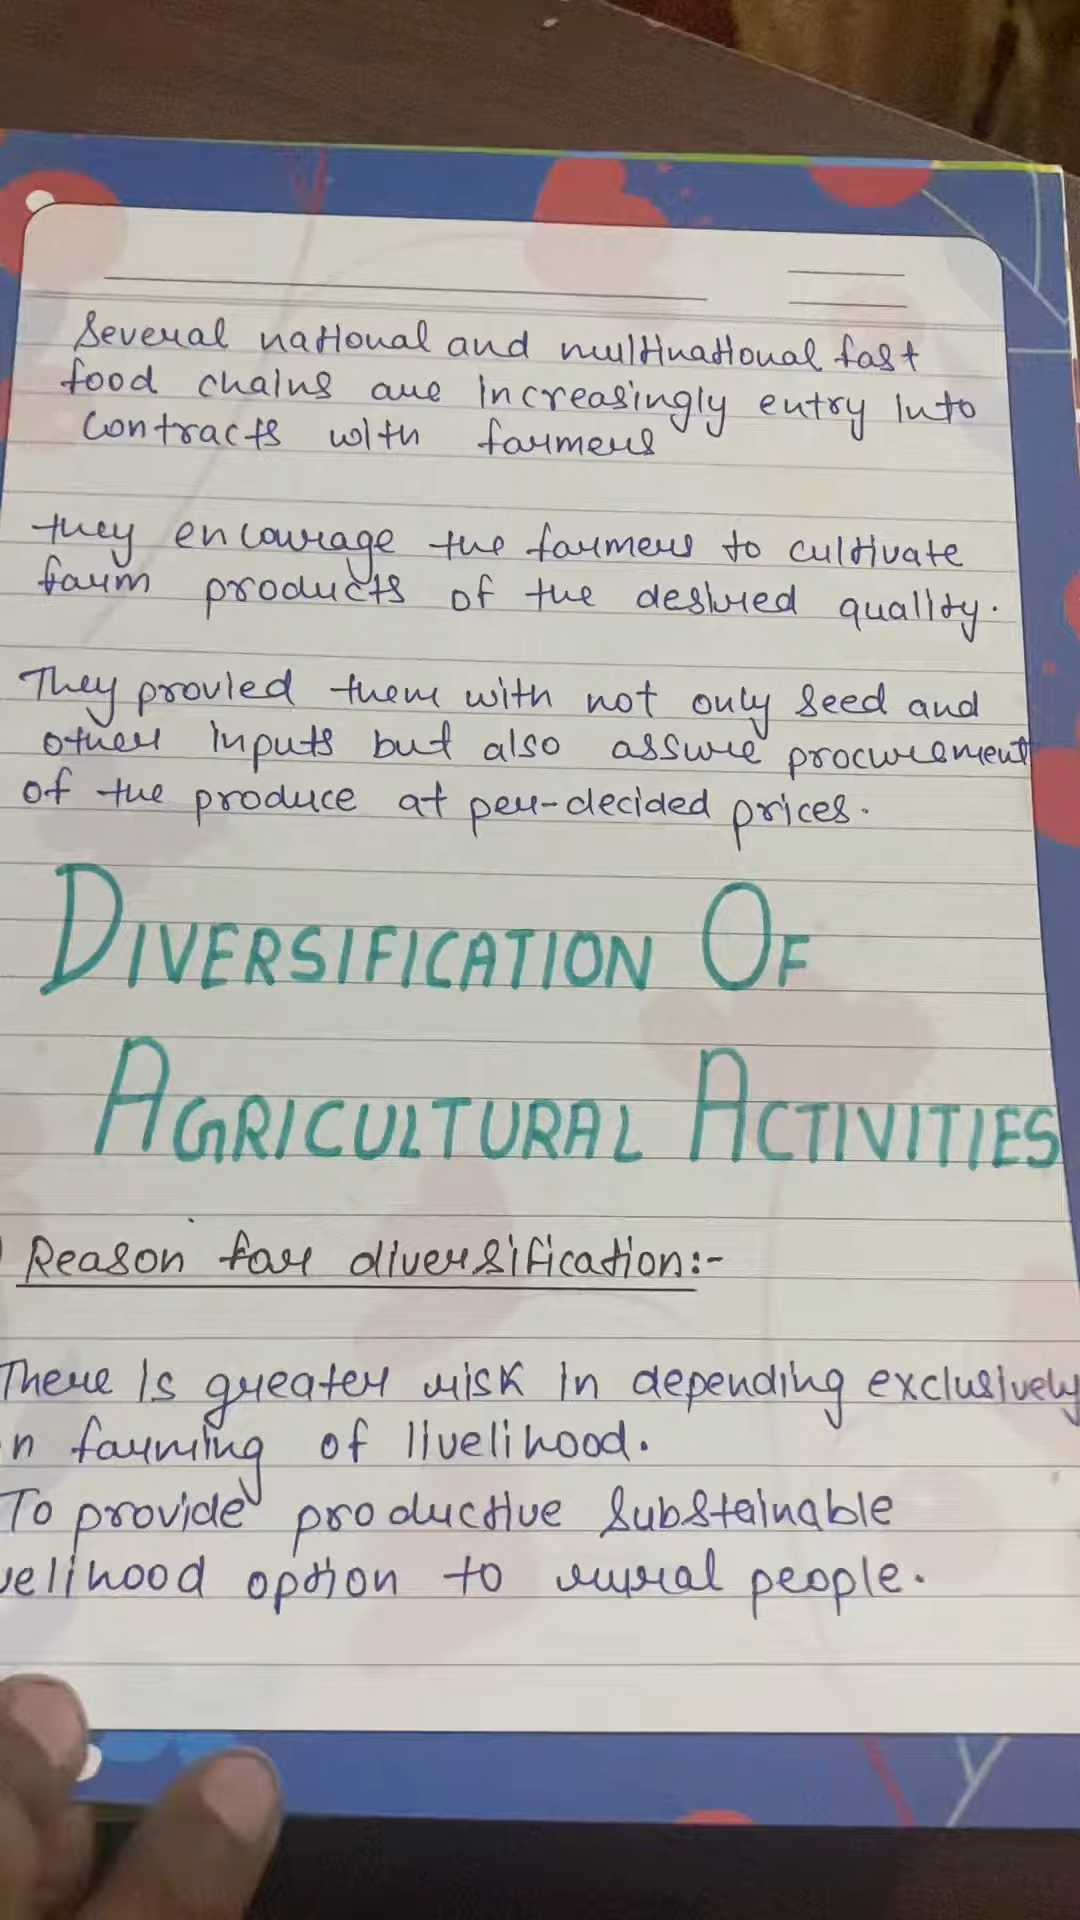 Several national and multinational fast
food chains are Increasingly entry Into
Contracts with farmers
they encourage the farmers to cultivate
farm products of the desired quality.
They provied them with not only Seed and
other Inputs but also assure procurement
of the produce at per-decided prices.
DIVERSIFICATION OF
AGRICULTURAL ACTIVITIES
Reason for diversification:-
There Is greater risk In depending exclusively
n farming of livelihood.
To provide productive Substainable
velihood option to rural people.